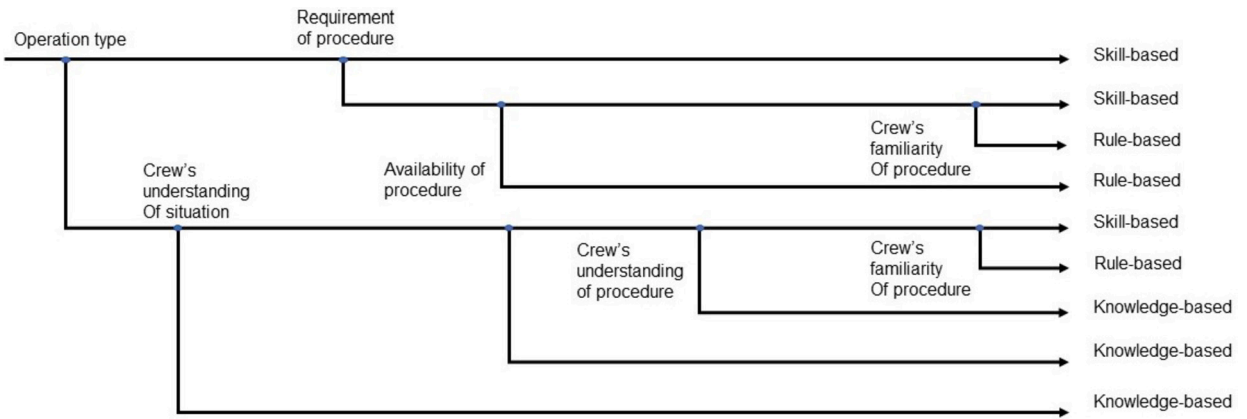 Operation type
Requirement
of procedure
Skill-based
Skill-based
Crew's
familiarity
Of procedure
Rule-based
Availability of
procedure
Rule-based
Crew's
understanding
Of situation
Skill-based
Crew's
understanding
of procedure
Crew's
familiarity
Of procedure
Rule-based
Knowledge-based
Knowledge-based
Knowledge-based